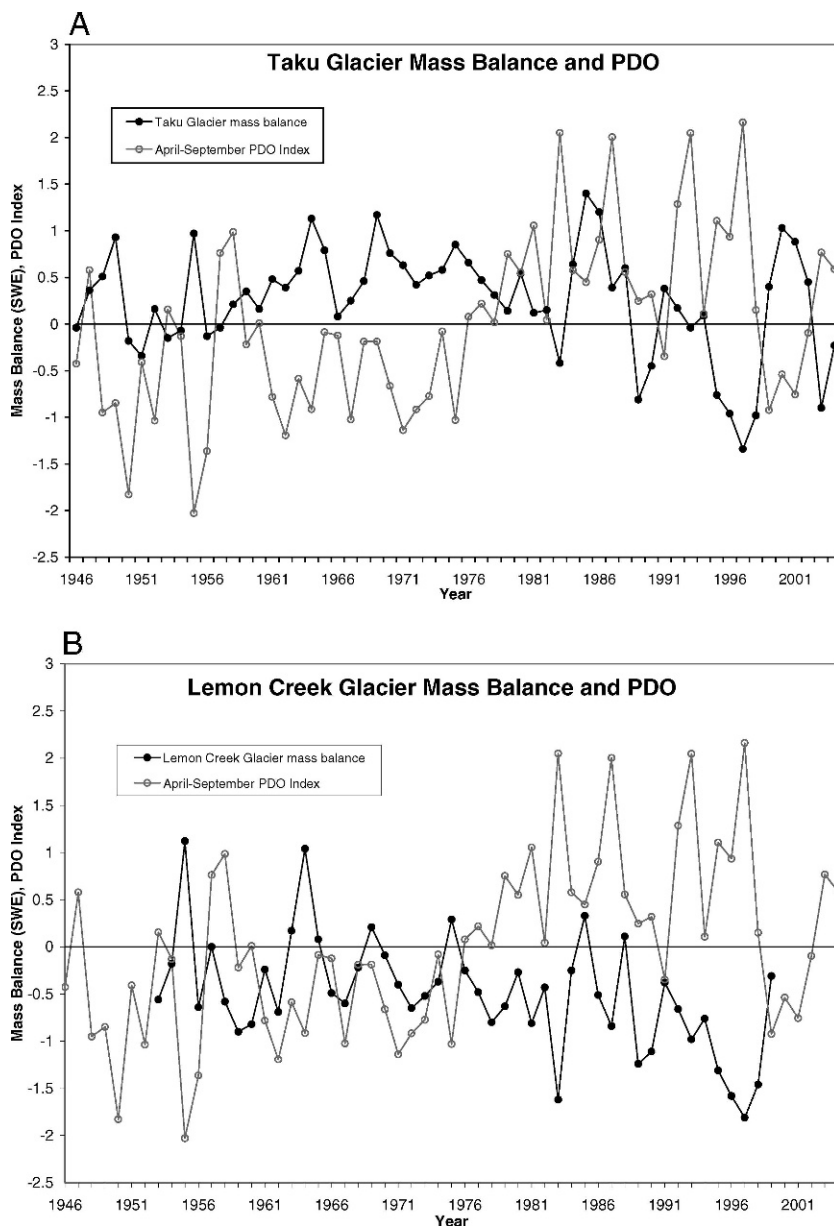 A
Taku Glacier Mass Balance and PDO
Taku Glacier mass balance
April-September PDO Index
Mass Balance (SWE), PDO Index
3
2.5
2
1.5
1
0.5
0
-0.5
-1
-1.5
-2
-2.5
1946 1951 1956 1961 1966 1971 1976 1981 1986 1991 1996 2001
Year
B
Lemon Creek Glacier Mass Balance and PDO
Lemon Creek Glacier mass balance
April-September PDO Index
Mass Balance (SWE), PDO Index
3
2.5
2
1.5
1
0.5
0
-0.5
-1
-1.5
-2
-2.5
1946 1951 1956 1961 1966 1971 1976 1981 1986 1991 1996 2001
Year